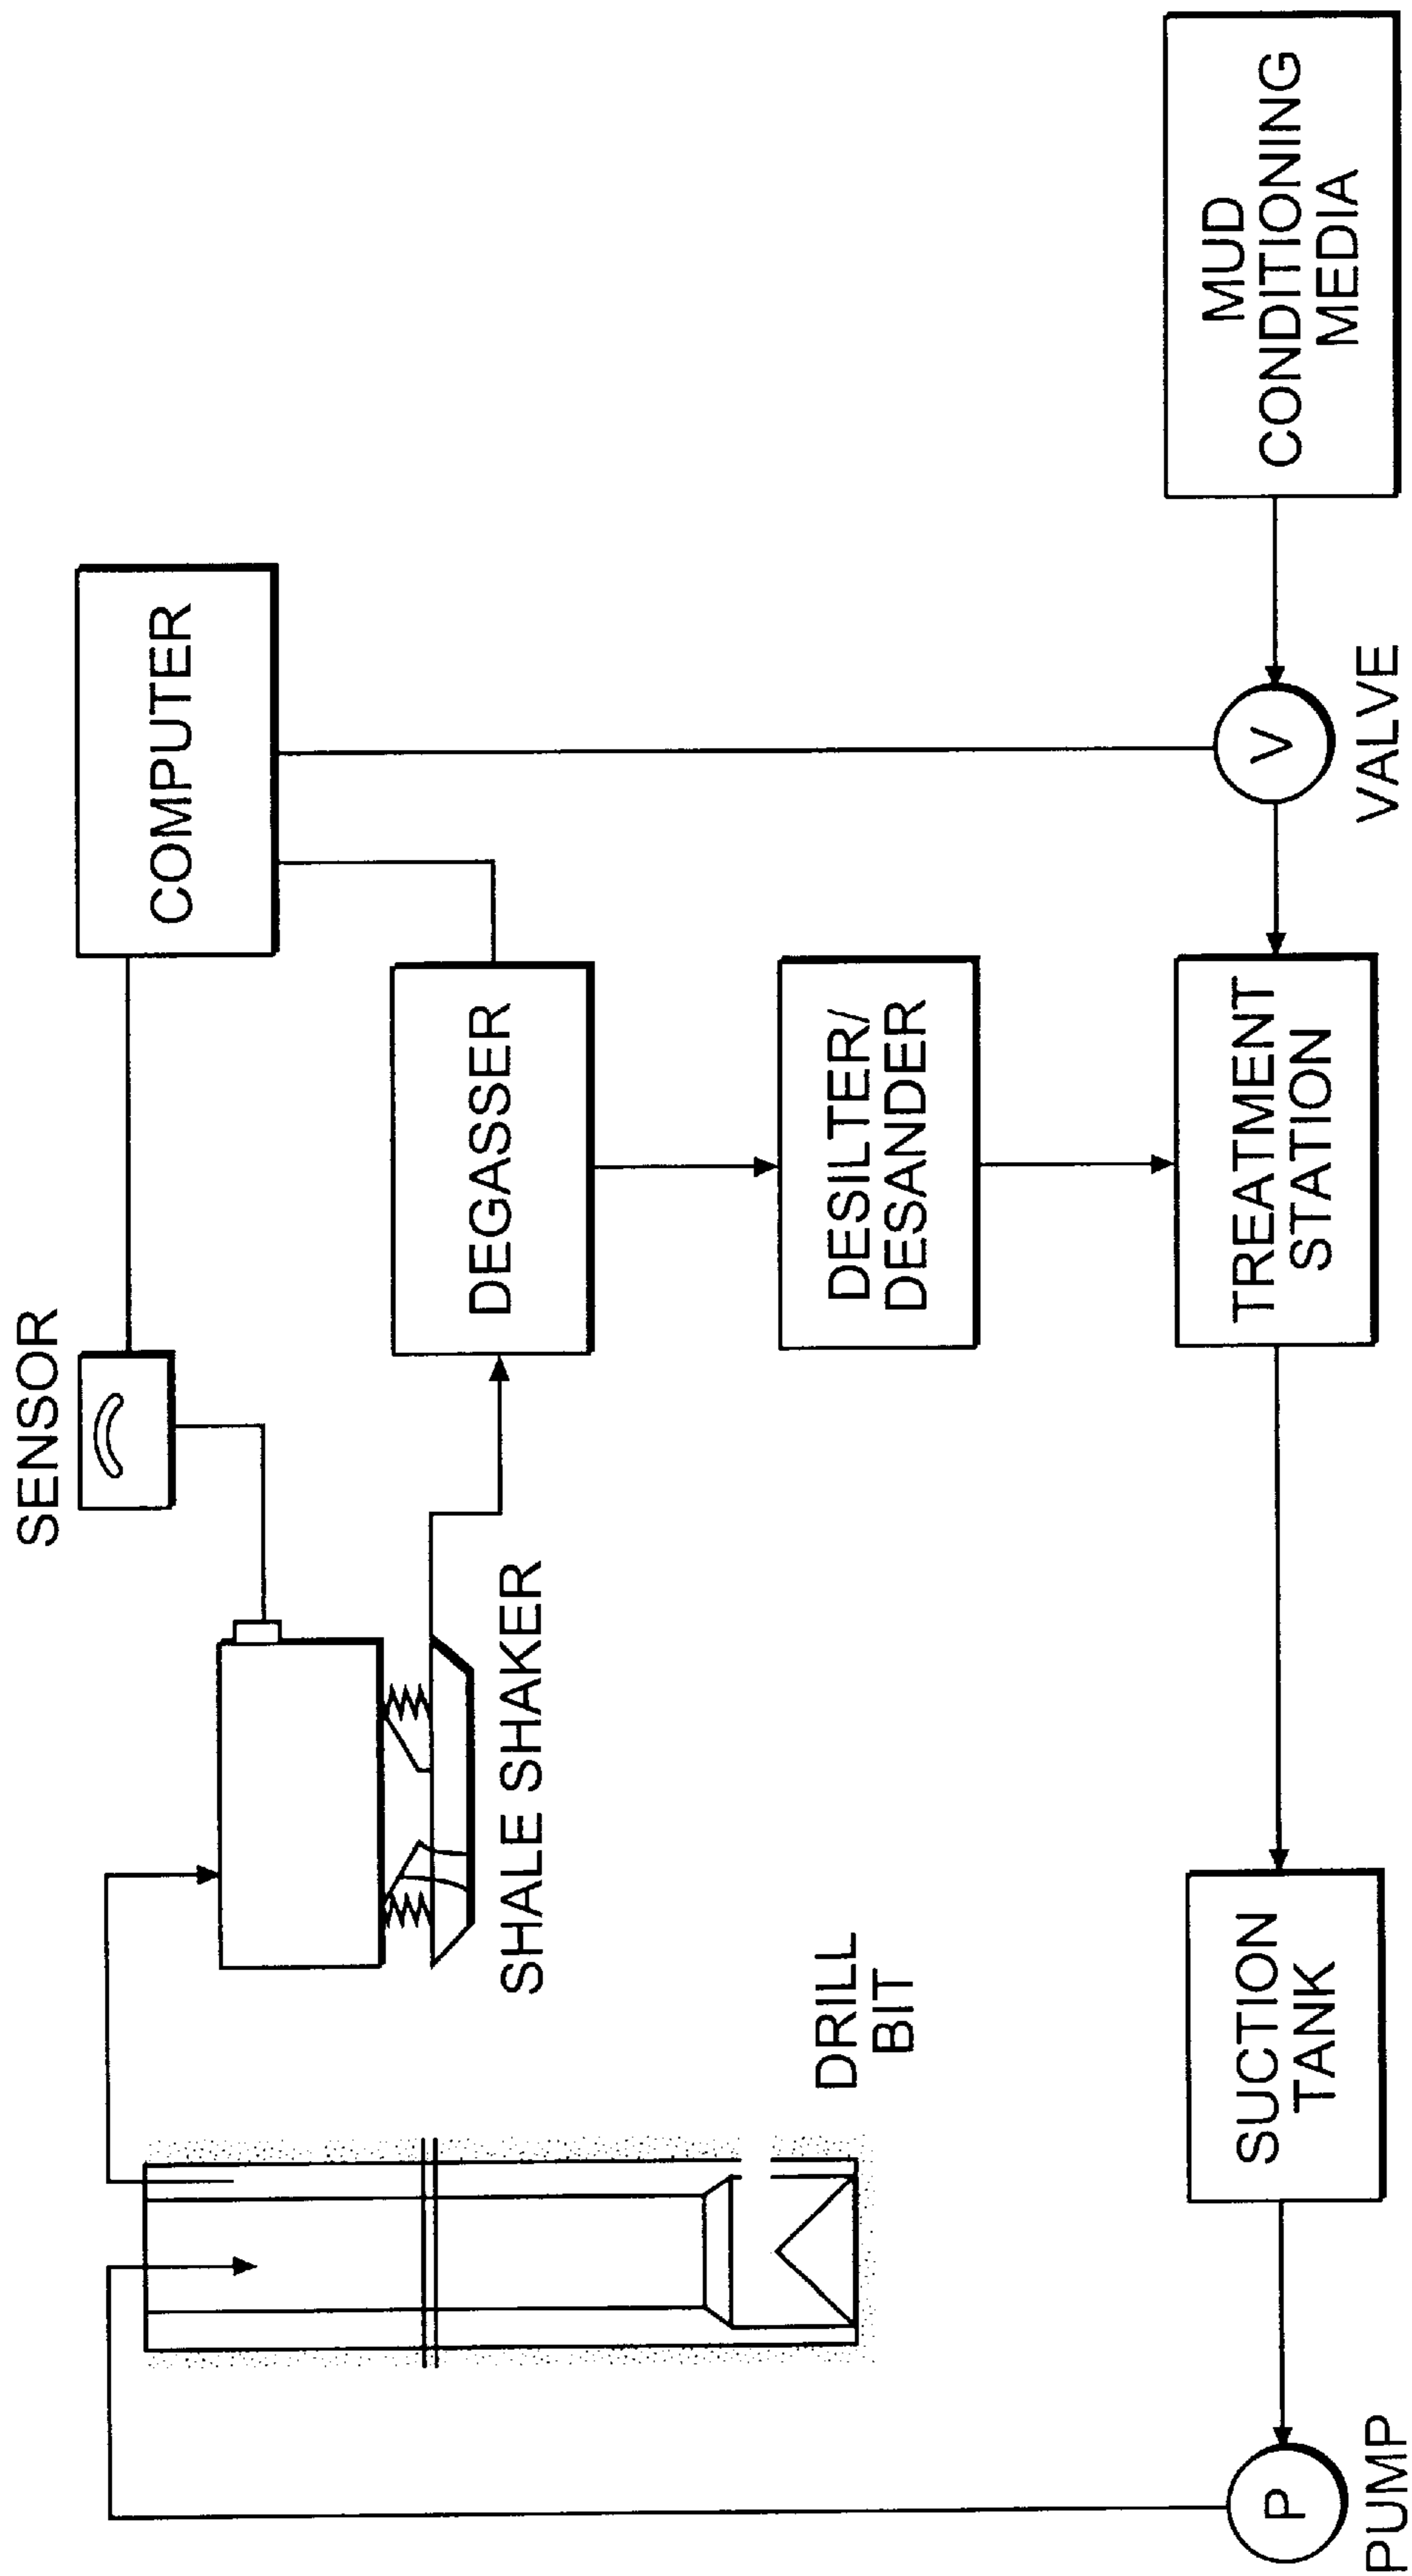 SENSOR
COMPUTER
SHALE SHAKER
DEGASSER
DRILL
BIT
DESILTER/
DESANDER
MUD
CONDITIONING
MEDIA
P
PUMP
SUCTION
TANK
TREATMENT
STATION
V
VALVE